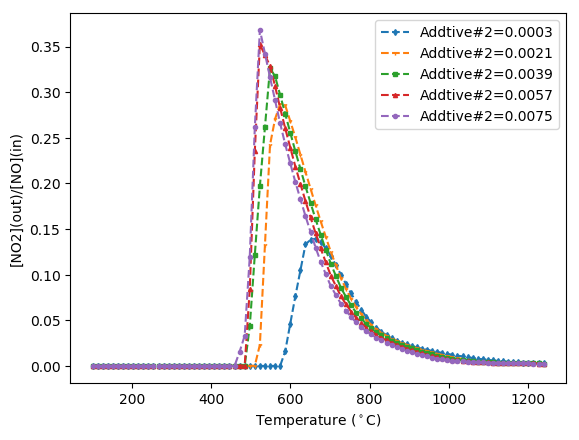 Addtive#2=0.0003
Addtive#2=0.0021
Addtive#2=0.0039
Addtive#2=0.0057
Addtive#2=0.0075
[NO2](out)/[NO](in)
0.35
0.30
0.25
0.20
0.15
0.10
0.05
0.00
200 400 600 800 1000 1200
Temperature (°C)